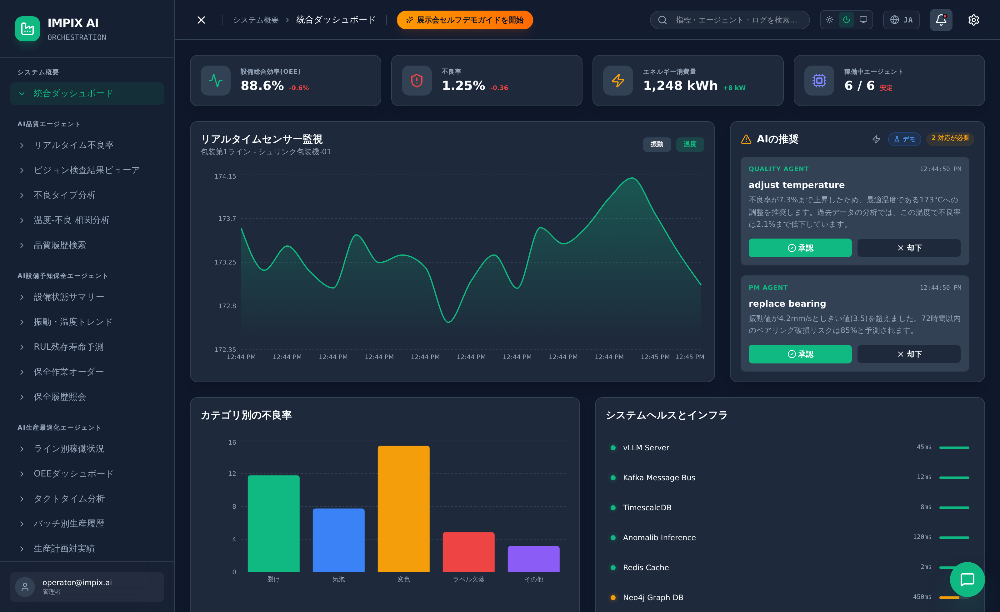 IMPIX AI
ORCHESTRATION
システム概要
統合ダッシュボード
AI品質エージェント
リアルタイム不良率
ビジョン検査結果ビューア
不良タイプ分析
温度-不良 相関分析
品質履歴検索
AI設備予知保全エージェント
設備状態サマリー
振動・温度トレンド
RUL残存寿命予測
保全作業オーダー
保全履歴照会
AI生産最適化エージェント
ライン別稼働状況
OEEダッシュボード
タクトタイム分析
バッチ別生産履歴
生産計画対実績
operator@impix.ai
管理者
システム概要
統合ダッシュボード
展示会セルフデモガイドを開始
指標・エージェント・ログを検索...
JA
設備総合効率(OEE)
88.6% -0.6%
不良率
1.25% -0.36
エネルギー消費量
1,248 kWh +8 kW
稼働中エージェント
6 / 6 安定
リアルタイムセンサー監視
包装第1ライン - シュリンク包装機-01
振動
温度
174.15
173.7
173.25
172.8
172.35
12:44 PM 12:44 PM 12:44 PM 12:44 PM 12:44 PM 12:44 PM 12:44 PM 12:44 PM 12:44 PM 12:45 PM 12:45 PM
AIの推奨
デモ
2 対応が必要
QUALITY AGENT 12:44:50 PM
adjust temperature
不良率が7.3%まで上昇したため、最適温度である173°Cへの
調整を推奨します。過去データの分析では、この温度で不良率
は2.1%まで低下しています。
承認
却下
PM AGENT 12:44:50 PM
replace bearing
振動値が4.2mm/sとしきい値(3.5)を超えました。72時間以内
のベアリング破損リスクは85%と予測されます。
承認
却下
カテゴリ別の不良率
16
12
8
4
0
裂け 気泡 変色 ラベル欠落 その他
システムヘルスとインフラ
vLLM Server 45ms
Kafka Message Bus 12ms
TimescaleDB 8ms
Anomalib Inference 120ms
Redis Cache 2ms
Neo4j Graph DB 450ms